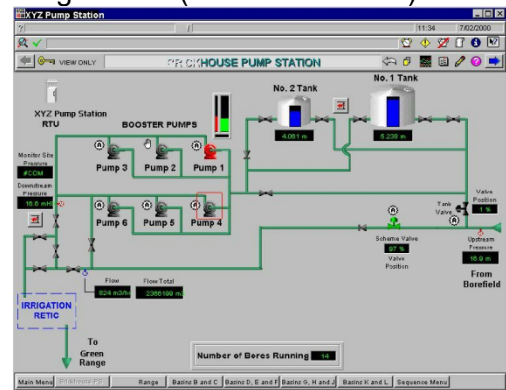 XYZ Pump Station
11:34
7/02/2000
VIEW ONLY
HOUSE PUMP STATION
No. 2 Tank
No. 1 Tank
XYZ Pump Station
RTU
BOOSTER PUMPS
4.061 m
5.238 m
Pump 3
Pump 2
Pump 1
Monitor Site
Pressure
#COM
Downstream
Pressure
Pump 6
Pump 5
Pump 4
Tank
Valve
Valve
Position
1 %
Scheme Valve
97 %
Valve
Position
Upstream
Pressure
16.9 m
From
Borefield
Flow
Flow Total
824 m3/h
IRRIGATION
RETIC
To
Green
Range
Number of Bores Running
14
Main Menu
Range
Basins B and C
Basins D, E and F
Basins G, H and J
Basins K and L
Sequence Menu